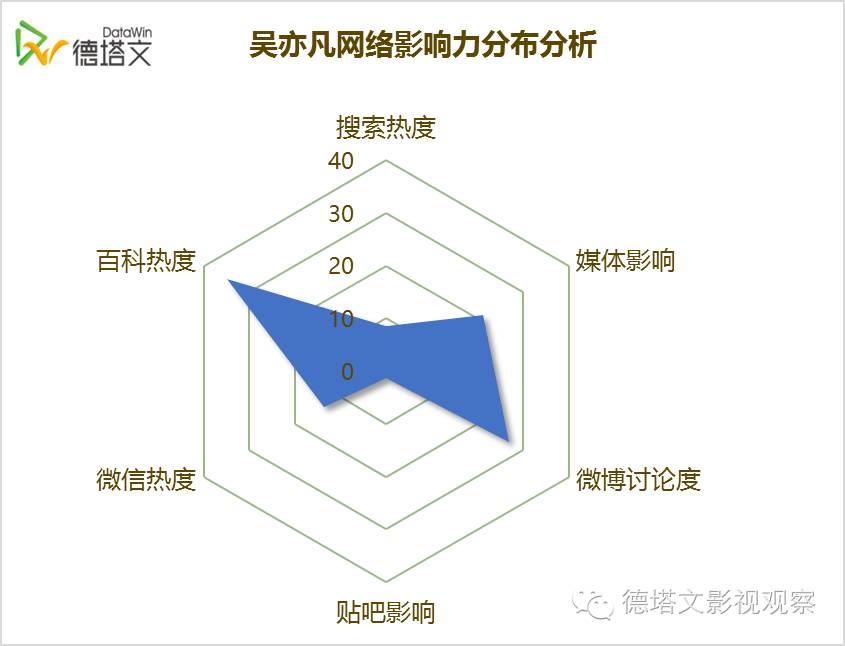 DataWin
德塔文
吴亦凡网络影响力分布分析
搜索热度
40
30
20
10
0
百科热度
媒体影响
微信热度
微博讨论度
贴吧影响
德塔文影视观察